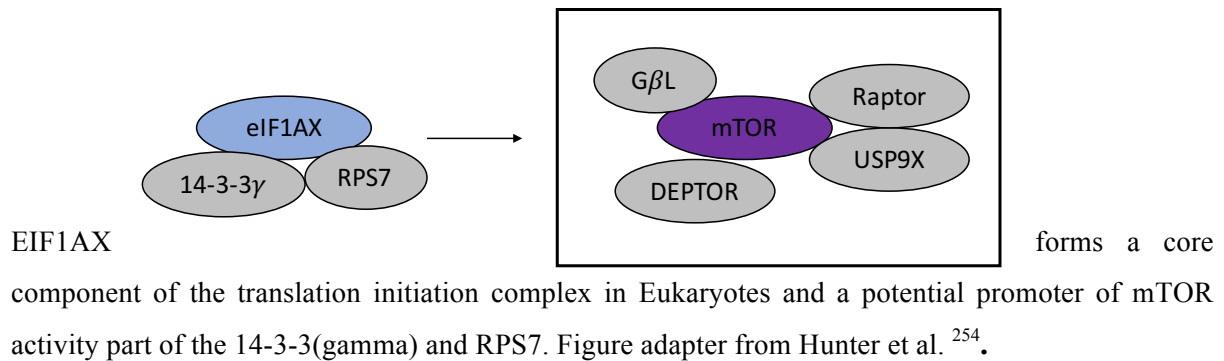 GβL
Raptor
eIF1AX
mTOR
USP9X
14-3-3γ
RPS7
DEPTOR
EIF1AX forms a core
component of the translation initiation complex in Eukaryotes and a potential promoter of mTOR
activity part of the 14-3-3(gamma) and RPS7. Figure adapter from Hunter et al. 254.